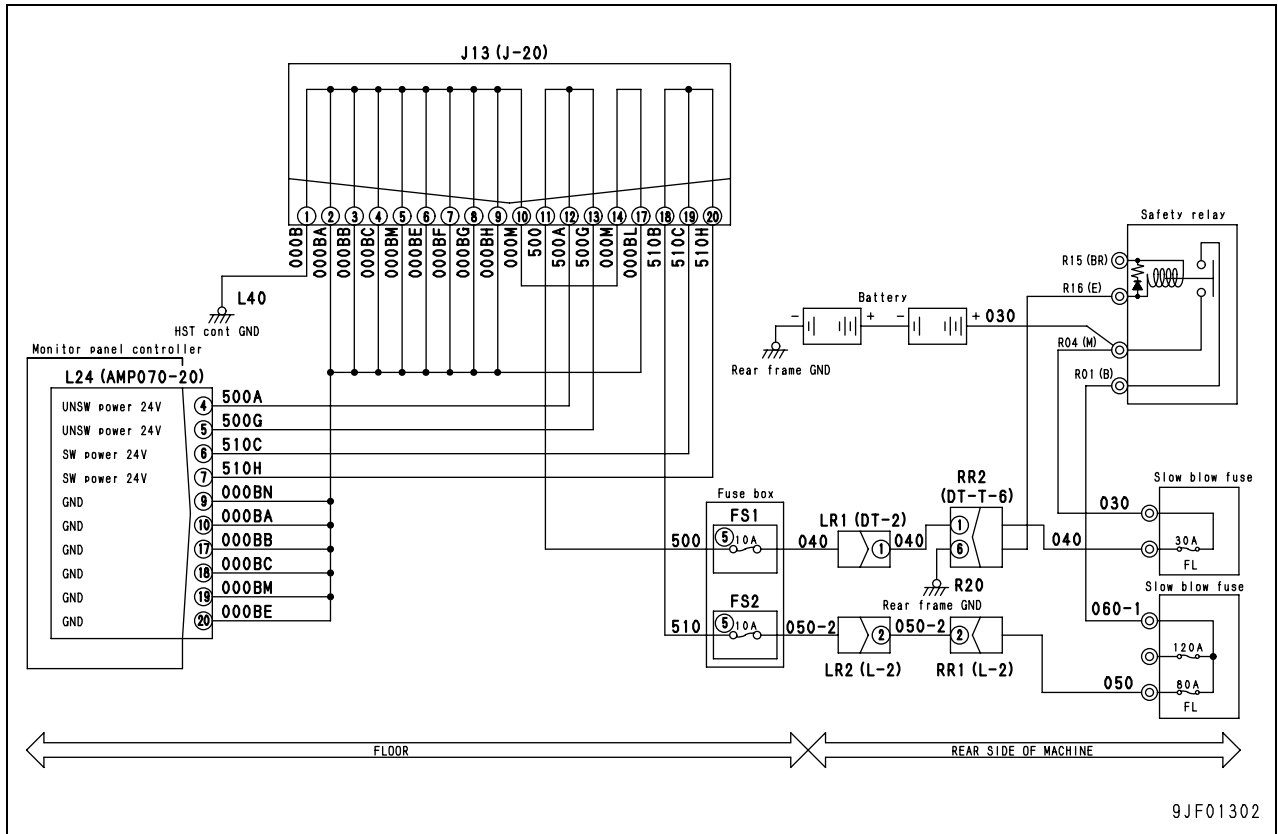 J13 (J-20)
1 2 3 4 5 6 7 8 9 10 11 12 13 14 17 18 19 20
000B
000BA
000BB
000BC
000BM
000BE
000BF
000BG
000BH
000M
500
500A
500G
000M
000BL
510B
510C
510H
L40
HST cont GND
Monitor panel controller
L24 (AMP070-20)
UNSW power 24V 4 500A
UNSW power 24V 5 500G
SW power 24V 6 510C
SW power 24V 7 510H
GND 9 000BN
GND 10 000BA
GND 17 000BB
GND 18 000BC
GND 19 000BM
GND 20 000BE
Safety relay
R15 (BR)
R16 (E)
R04 (M)
R01 (B)
Battery
- + - + 030
Rear frame GND
Fuse box
FS1
500 5 10A 040
LR1 (DT-2)
1 040
RR2
(DT-T-6)
1
6
040
R20
Rear frame GND
FS2
510 5 10A 050-2
2 050-2
LR2 (L-2)
2
RR1 (L-2)
Slow blow fuse
030
30A
FL
Slow blow fuse
060-1
120A
050
80A
FL
FLOOR
REAR SIDE OF MACHINE
9JF01302